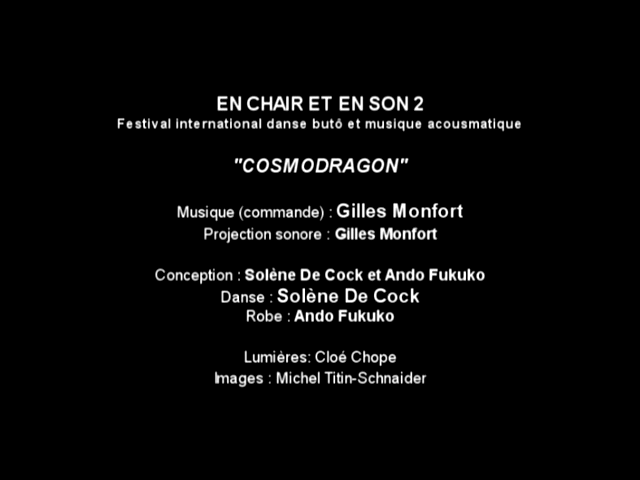 EN CHAIR ET EN SON 2
Festival international danse butô et musique acousmatique
"COSMODRAGON"
Musique (commande) : Gilles Monfort
Projection sonore : Gilles Monfort
Conception : Solène De Cock et Ando Fukuko
Danse : Solène De Cock
Robe : Ando Fukuko
Lumières: Cloé Chope
Images : Michel Titin-Schnaider